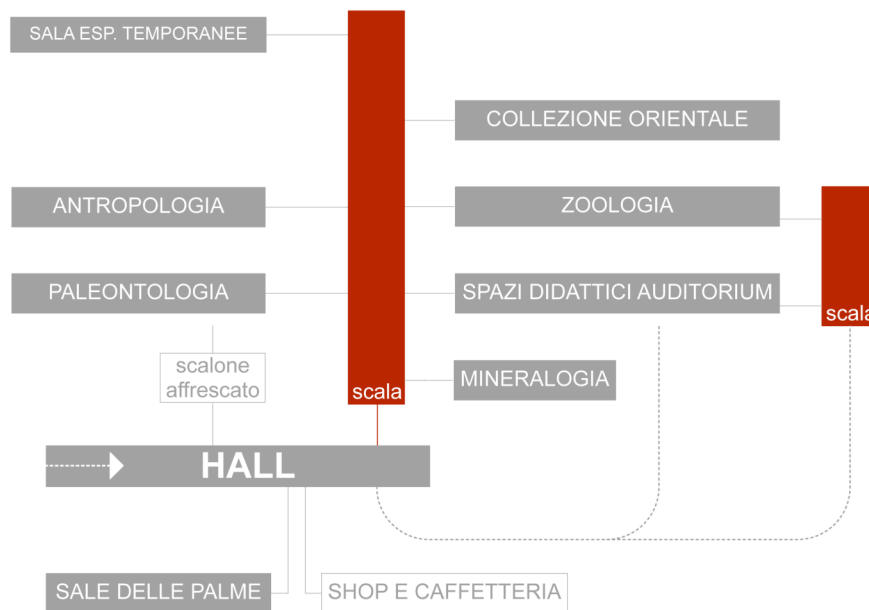 SALA ESP. TEMPORANEE
COLLEZIONE ORIENTALE
ANTROPOLOGIA
ZOOLOGIA
PALEONTOLOGIA
SPAZI DIDATTICI AUDITORIUM
scala
scalone
affrescato
scala
MINERALOGIA
HALL
SALE DELLE PALME
SHOP E CAFFETTERIA